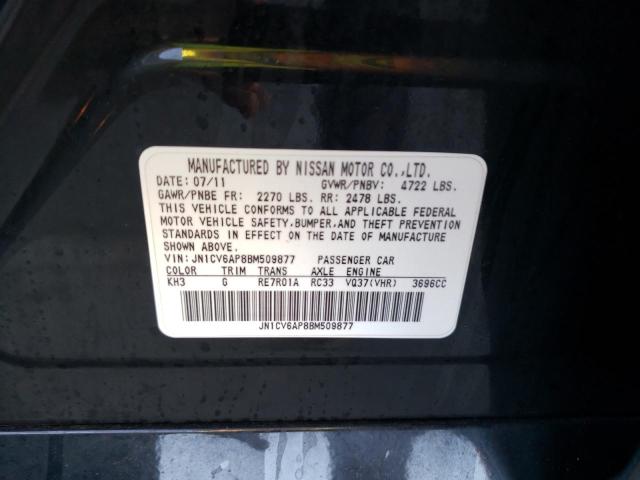 MANUFACTURED BY NISSAN MOTOR CO.,LTD.
DATE: 07/11 GVWR/PNBV: 4722 LBS.
GAWR/PNBE FR: 2270 LBS. RR: 2478 LBS.
THIS VEHICLE CONFORMS TO ALL APPLICABLE FEDERAL
MOTOR VEHICLE SAFETY, BUMPER, AND THEFT PREVENTION
STANDARDS IN EFFECT ON THE DATE OF MANUFACTURE
SHOWN ABOVE.
VIN: JN1CV6AP8BM509877 PASSENGER CAR
COLOR TRIM TRANS AXLE ENGINE
KH3 G RE7R01A RC33 VQ37(VHR) 3696CC
JN1CV6AP8BM509877